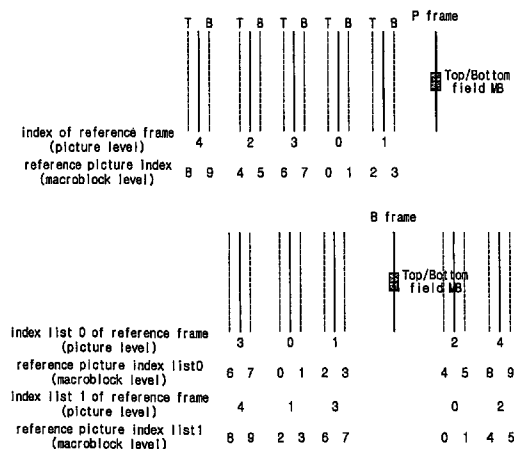 P frame
T B T B T B T B T B
Top/Bottom
field MB
index of reference frame
(picture level)
4 2 3 0 1
reference picture index
(macroblock level)
8 9 4 5 6 7 0 1 2 3
B frame
Top/Bottom
field MB
index list 0 of reference frame
(picture level)
3 0 1 2 4
reference picture index list0
(macroblock level)
6 7 0 1 2 3 4 5 8 9
index list 1 of reference frame
(picture level)
4 1 3 0 2
reference picture index list1
(macroblock level)
8 9 2 3 6 7 0 1 4 5